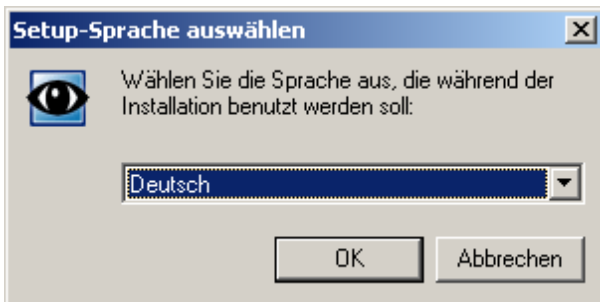 Setup-Sprache auswählen
Wählen Sie die Sprache aus, die während der
Installation benutzt werden soll:
Deutsch
OK
Abbrechen